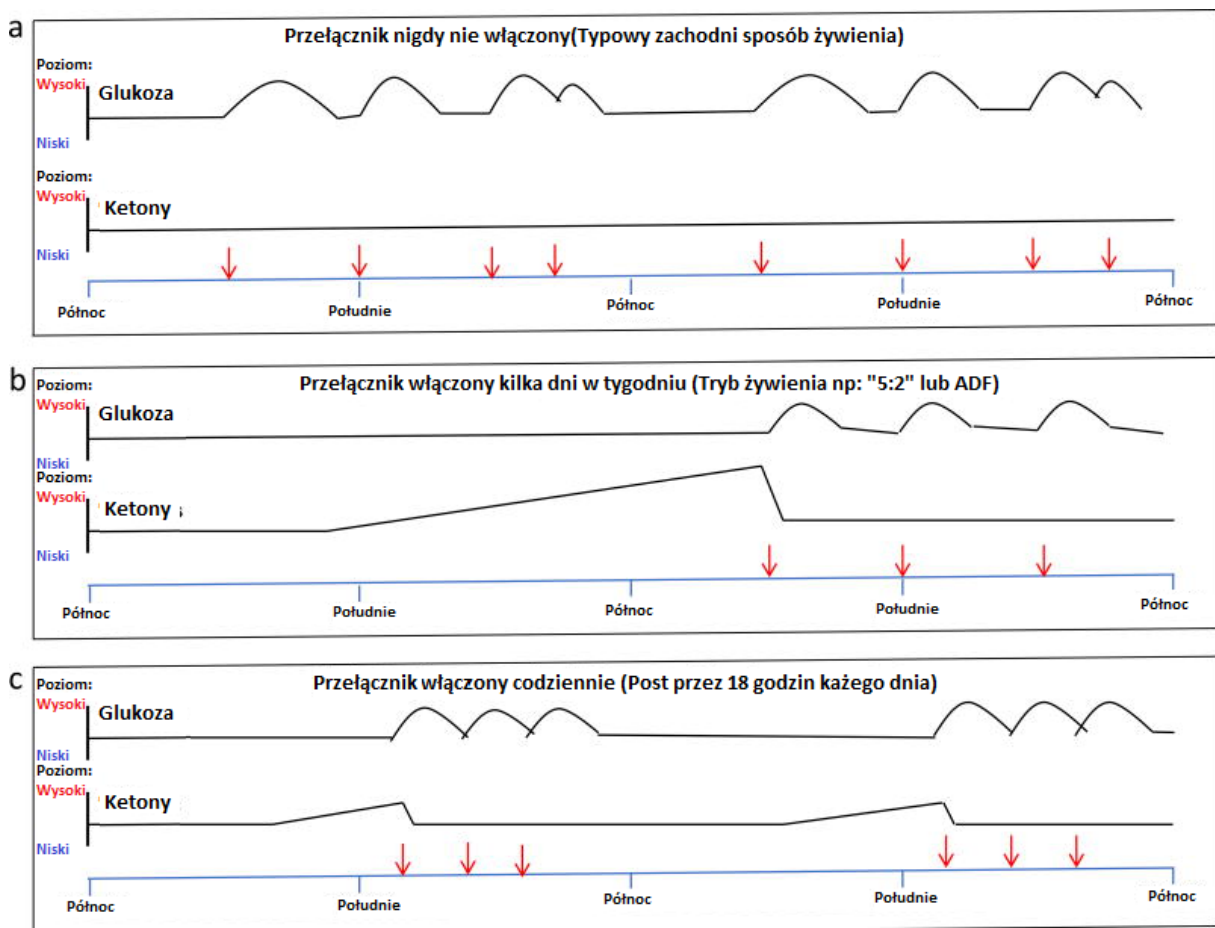 a
Przełącznik nigdy nie włączony(Typowy zachodni sposób żywienia)
Poziom:
Wysoki
Glukoza
Niski
Poziom:
Wysoki
Ketony
Niski
Północ Południe Północ Południe Północ
b
Przełącznik włączony kilka dni w tygodniu (Tryb żywienia np: "5:2" lub ADF)
Poziom:
Wysoki
Glukoza
Niski
Poziom:
Wysoki
Ketony
Niski
Północ Południe Północ Południe Północ
c
Przełącznik włączony codziennie (Post przez 18 godzin każego dnia)
Poziom:
Wysoki
Glukoza
Niski
Poziom:
Wysoki
Ketony
Niski
Północ Południe Północ Południe Północ